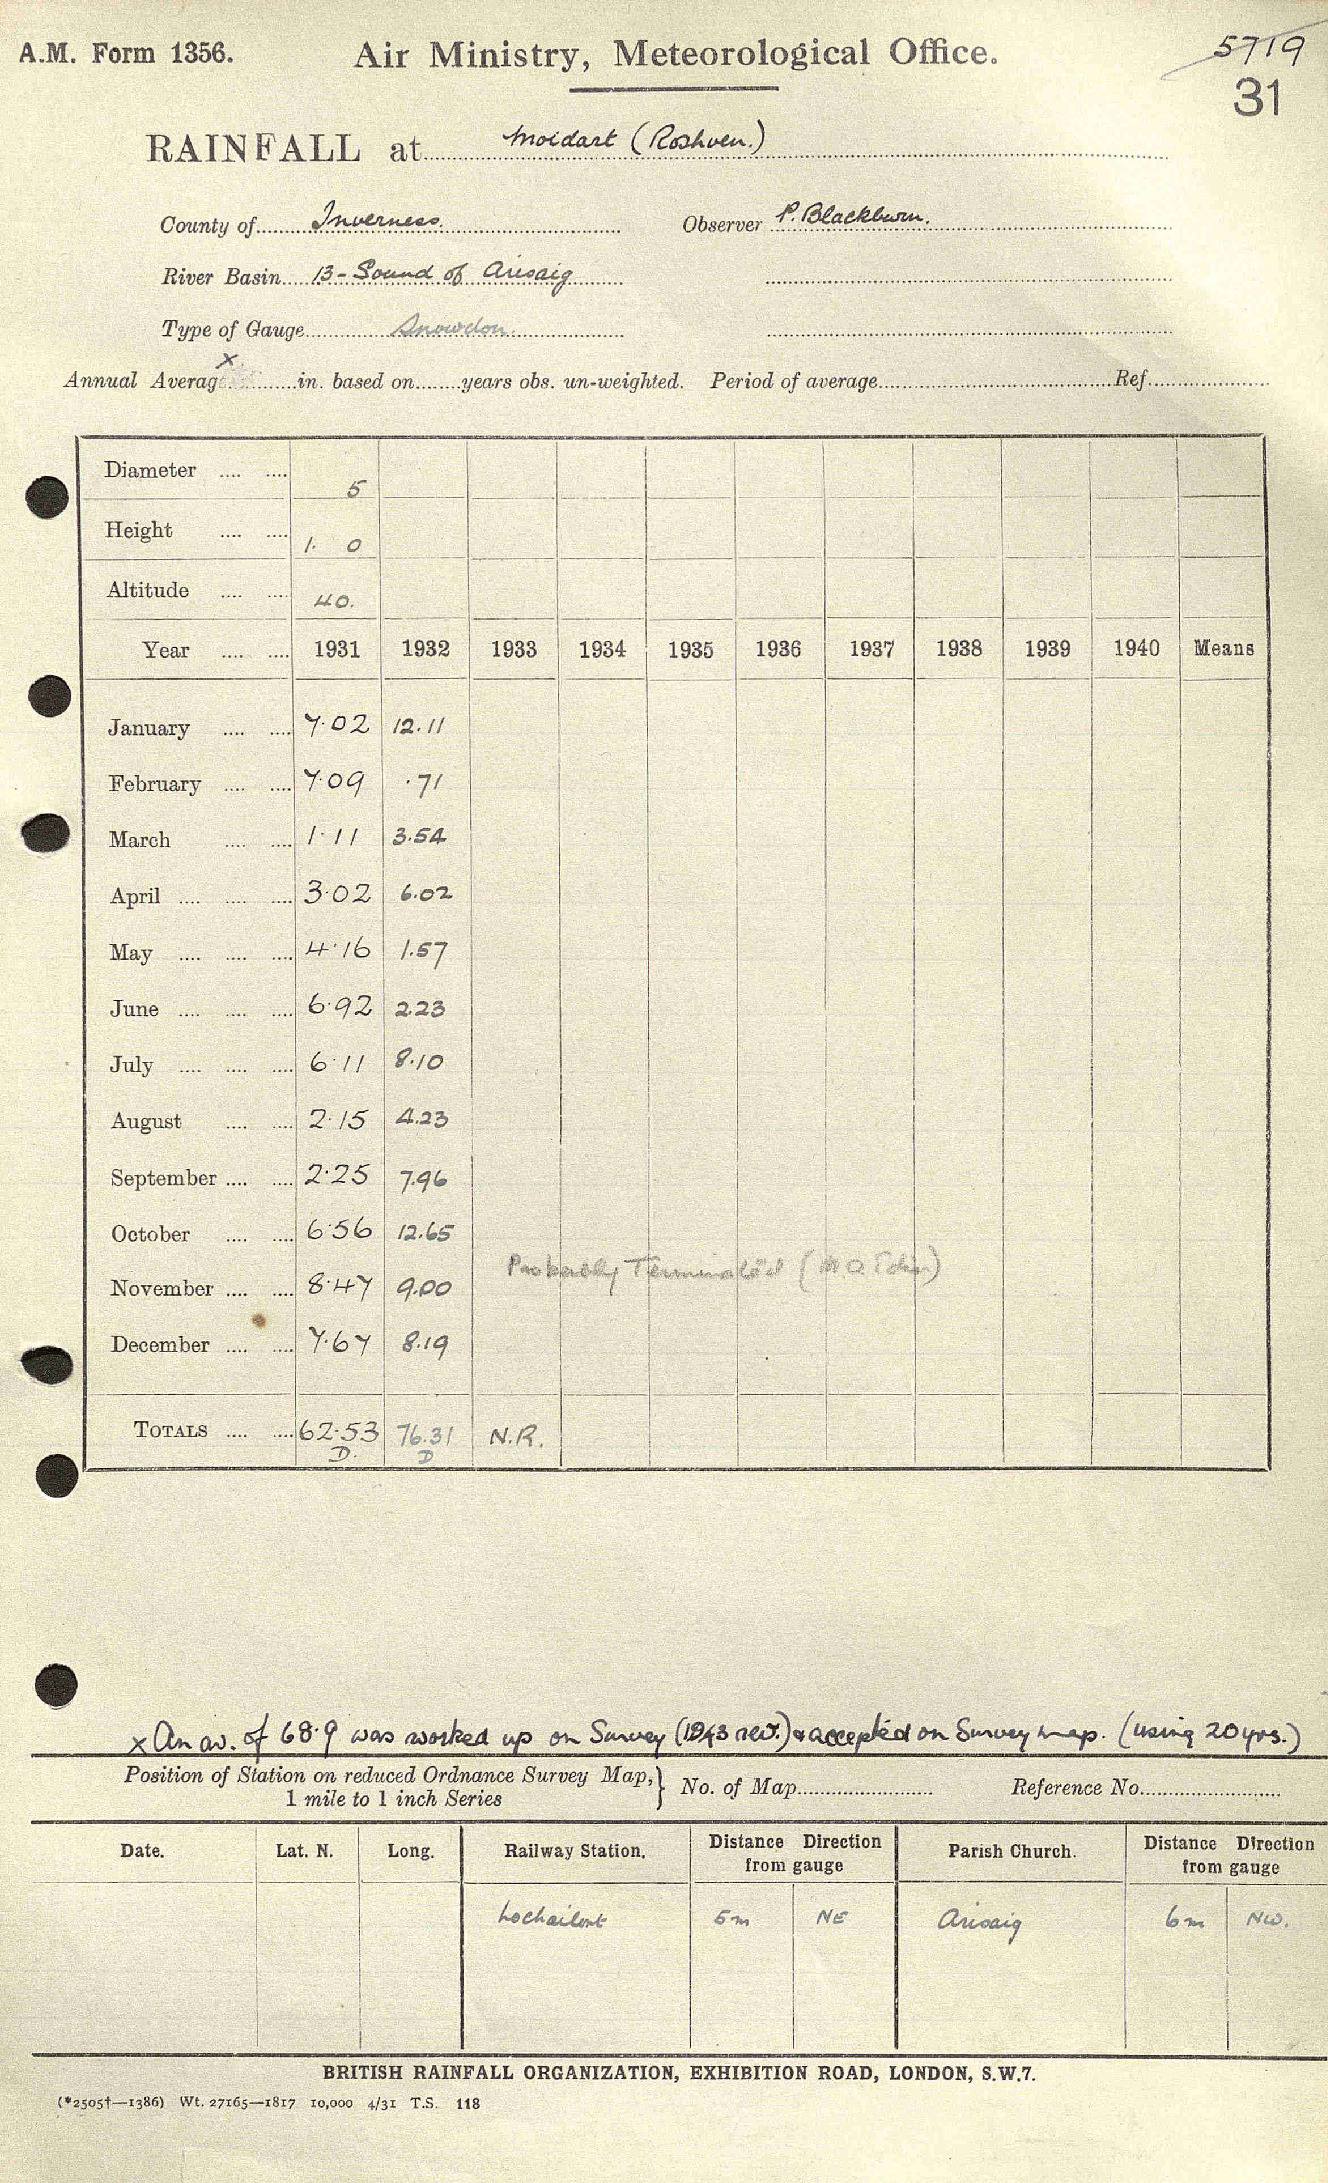 A.M. Form 1356. Air Ministry, Meteorological Office. 5719
31
RAINFALL at Moidart (Roshven.)
County of Inverness. Observer P. Blackburn.
River Basin 13 - Sound of Arisaig
Type of Gauge Snowdon.
x
Annual Average in. based on years obs. un-weighted. Period of average Ref.
Diameter 5
Height 1. 0
Altitude 40.
Year 1931 1932 1933 1934 1935 1936 1937 1938 1939 1940 Means
January 7.02 12.11
February 7.09 .71
March 1.11 3.54
April 3.02 6.02
May 4.16 1.57
June 6.92 2.23
July 6.11 8.10
August 2.15 4.23
September 2.25 7.96
October 6.56 12.65
Probably Terminated (M.O. Edin)
November 8.47 9.00
December 7.67 8.19
TOTALS 62.53 76.31 N.R.
D. D
x An av. of 68.9 was worked up on Survey (1943 rev.) & accepted on Survey map. (using 20 yrs.)
Position of Station on reduced Ordnance Survey Map, } No. of Map Reference No.
1 mile to 1 inch Series
Date. Lat. N. Long. Railway Station. Distance Direction from gauge Parish Church. Distance Direction from gauge
Lochailort 5m NE Arisaig 6m NW.
BRITISH RAINFALL ORGANIZATION, EXHIBITION ROAD, LONDON, S.W.7.
(*2505†—1386) Wt. 27165—1817 10,000 4/31 T.S. 118